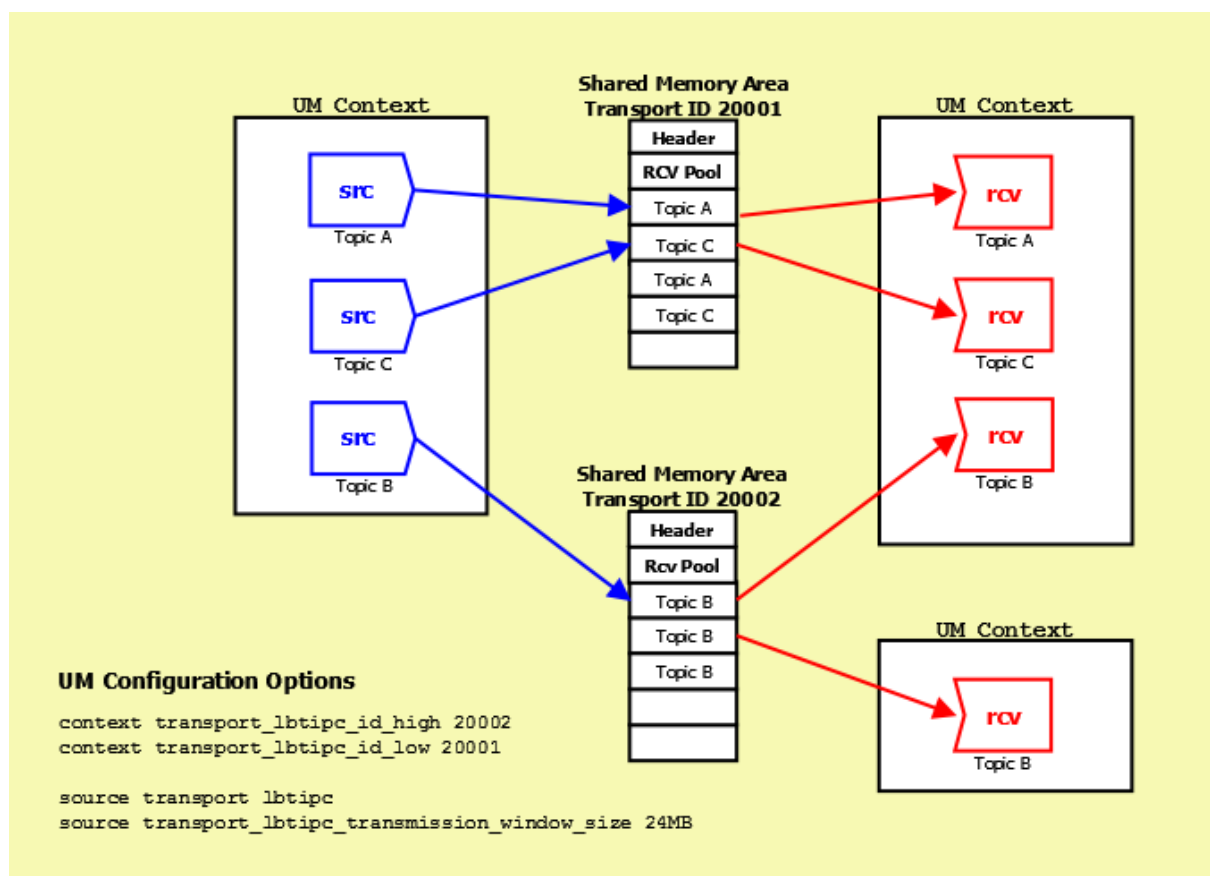 Shared Memory Area
Transport ID 20001
UM Context
UM Context
Header
RCV Pool
Topic A
Topic C
Topic A
Topic C
src
Topic A
src
Topic C
src
Topic B
rcv
Topic A
rcv
Topic C
rcv
Topic B
Shared Memory Area
Transport ID 20002
Header
Rcv Pool
Topic B
Topic B
Topic B
UM Context
rcv
Topic B
UM Configuration Options
context transport_lbtipc_id_high 20002
context transport_lbtipc_id_low 20001
source transport lbtipc
source transport_lbtipc_transmission_window_size 24MB